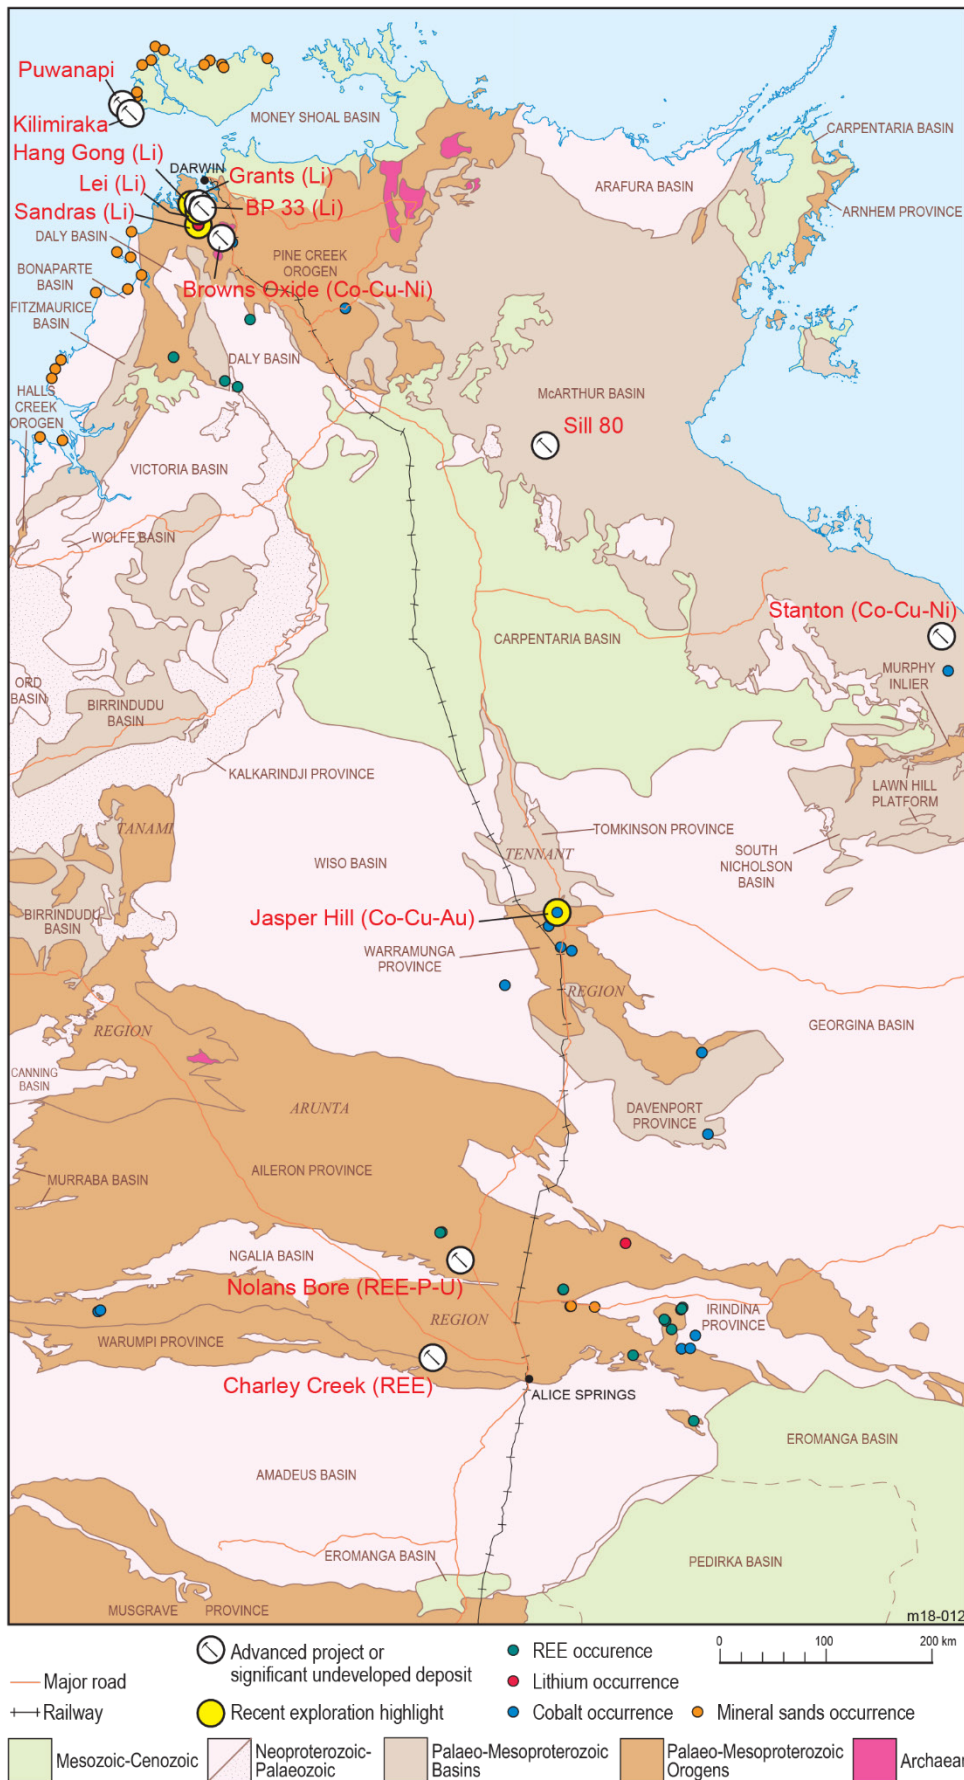 Puwanapi
Kilimiraka
Hang Gong (Li)
Lei (Li)
Sandras (Li)
DARWIN
Grants (Li)
BP 33 (Li)
Browns Oxide (Co-Cu-Ni)
MONEY SHOAL BASIN
CARPENTARIA BASIN
ARAFURA BASIN
ARNHEM PROVINCE
DALY BASIN
BONAPARTE
BASIN
FITZMAURICE
BASIN
PINE CREEK
OROGEN
DALY BASIN
HALLS
CREEK
OROGEN
McARTHUR BASIN
Sill 80
VICTORIA BASIN
WOLFE BASIN
Stanton (Co-Cu-Ni)
CARPENTARIA BASIN
MURPHY
INLIER
ORD
BASIN
BIRRINDUDU
BASIN
KALKARINDJI PROVINCE
LAWN HILL
PLATFORM
TANAMI
TOMKINSON PROVINCE
SOUTH
NICHOLSON
BASIN
WISO BASIN
TENNANT
BIRRINDUDU
BASIN
Jasper Hill (Co-Cu-Au)
WARRAMUNGA
PROVINCE
REGION
REGION
GEORGINA BASIN
CANNING
BASIN
ARUNTA
DAVENPORT
PROVINCE
AILERON PROVINCE
MURRABA BASIN
NGALIA BASIN
Nolans Bore (REE-P-U)
REGION
IRINDINA
PROVINCE
WARUMPI PROVINCE
Charley Creek (REE)
ALICE SPRINGS
EROMANGA BASIN
AMADEUS BASIN
EROMANGA BASIN
PEDIRKA BASIN
MUSGRAVE PROVINCE
m18-012
Major road
Railway
Advanced project or
significant undeveloped deposit
Recent exploration highlight
REE occurence
Lithium occurrence
Cobalt occurrence
Mineral sands occurrence
0 100 200 km
Mesozoic-Cenozoic
Neoproterozoic-
Palaeozoic
Palaeo-Mesoproterozoic
Basins
Palaeo-Mesoproterozoic
Orogens
Archaean